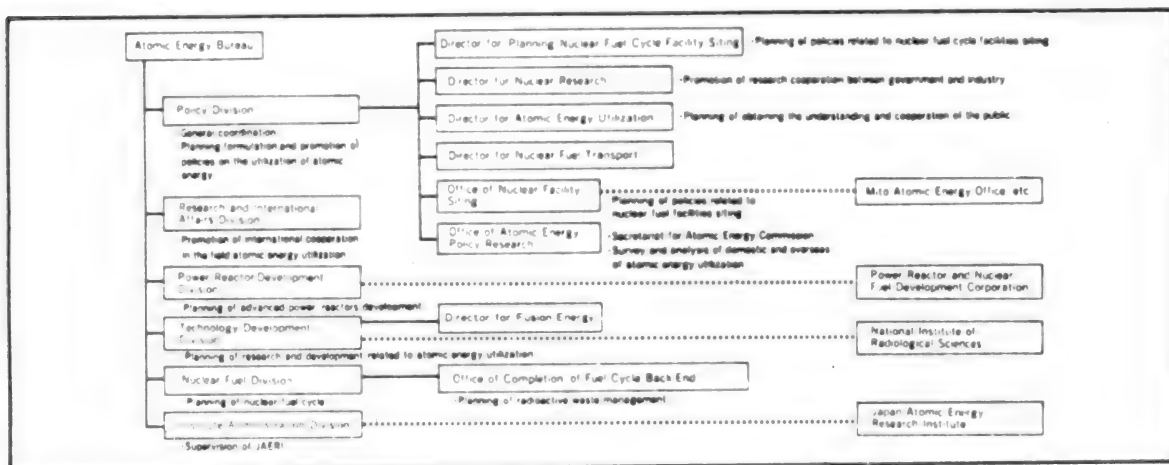 Atomic Energy Bureau
Policy Division
·General coordination
·Planning formulation and promotion of
policies on the utilization of atomic
energy
Research and International
Affairs Division
·Promotion of international cooperation
in the field atomic energy utilization
Power Reactor Development
Division
·Planning of advanced power reactors development
Technology Development
Division
·Planning of research and development related to atomic energy utilization
Nuclear Fuel Division
·Planning of nuclear fuel cycle
Administration Division
·Supervision of JAERI
Director for Planning Nuclear Fuel Cycle Facility Siting
·Planning of policies related to nuclear fuel cycle facilities siting
Director for Nuclear Research
·Promotion of research cooperation between government and industry
Director for Atomic Energy Utilization
·Planning of obtaining the understanding and cooperation of the public
Director for Nuclear Fuel Transport
Office of Nuclear Facility
Siting
·Planning of policies related to
nuclear fuel facilities siting
Office of Atomic Energy
Policy Research
·Secretariat for Atomic Energy Commission
·Survey and analysis of domestic and overseas
of atomic energy utilization
Director for Fusion Energy
Office of Completion of Fuel Cycle Back End
·Planning of radioactive waste management
Mito Atomic Energy Office, etc
Power Reactor and Nuclear
Fuel Development Corporation
National Institute of
Radiological Sciences
Japan Atomic Energy
Research Institute